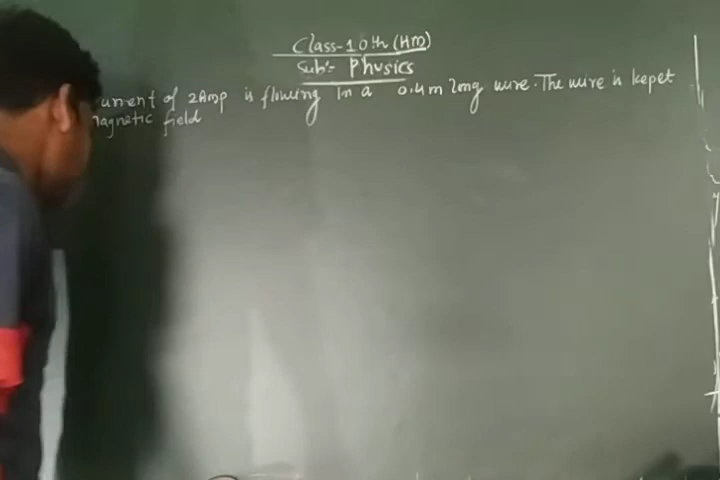 Class-10th (HM)
Sub:- Physics
urrent of 2Amp is flowing In a 0.4m long wire. The wire is kepet
agnetic field